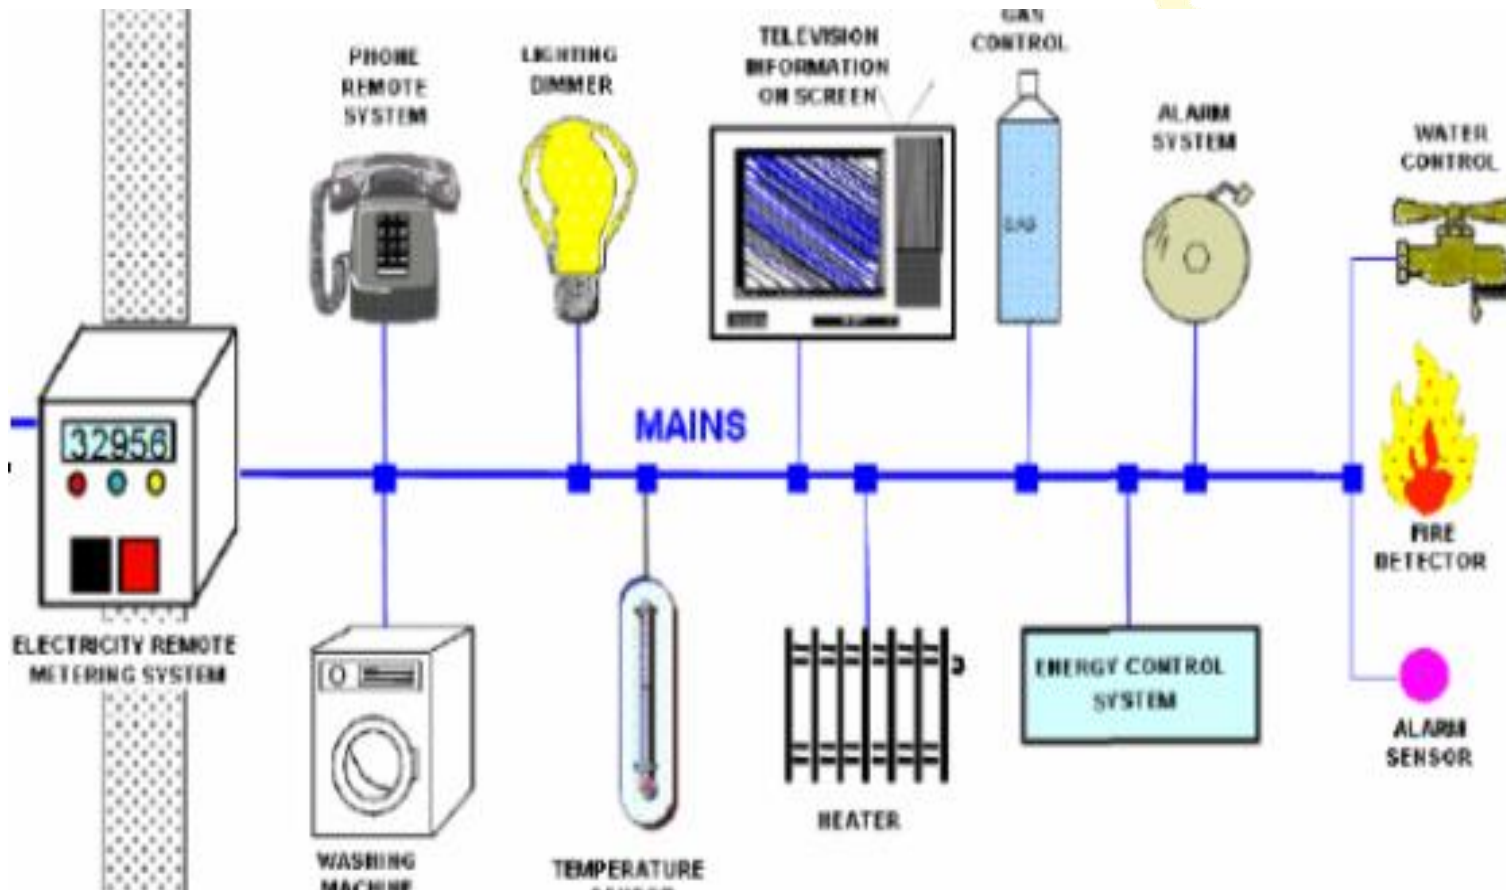 PHONE
REMOTE
SYSTEM
LIGHTING
DIMMER
TELEVISION
INFORMATION
ON SCREEN
GAS
CONTROL
ALARM
SYSTEM
WATER
CONTROL
GAS
MAINS
32956
FIRE
DETECTOR
ELECTRICITY REMOTE
METERING SYSTEM
ENERGY CONTROL
SYSTEM
ALARM
SENSOR
HEATER
WASHING
MACHINE
TEMPERATURE